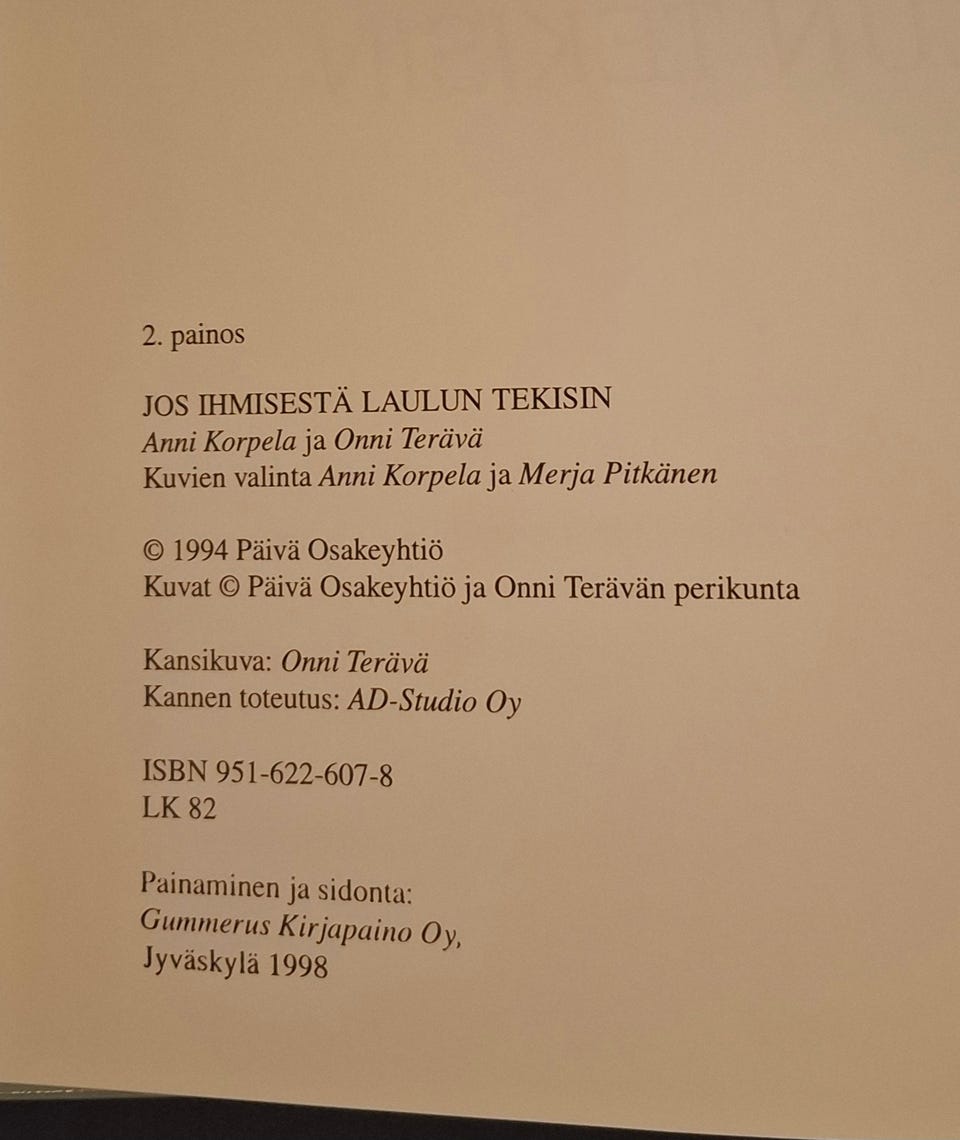 2. painos
JOS IHMISESTÄ LAULUN TEKISIN
Anni Korpela ja Onni Terävä
Kuvien valinta Anni Korpela ja Merja Pitkänen
© 1994 Päivä Osakeyhtiö
Kuvat © Päivä Osakeyhtiö ja Onni Terävän perikunta
Kansikuva: Onni Terävä
Kannen toteutus: AD-Studio Oy
ISBN 951-622-607-8
LK 82
Painaminen ja sidonta:
Gummerus Kirjapaino Oy,
Jyväskylä 1998